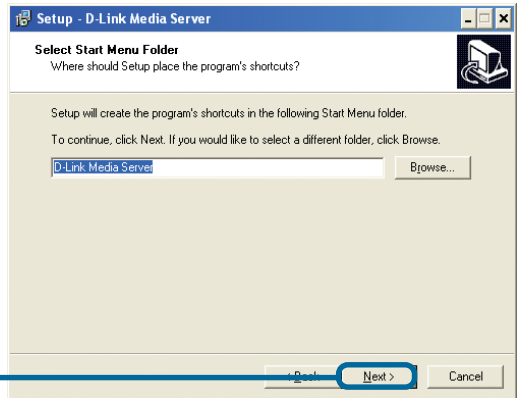 Setup - D-Link Media Server
Select Start Menu Folder
Where should Setup place the program's shortcuts?
Setup will create the program's shortcuts in the following Start Menu folder.
To continue, click Next. If you would like to select a different folder, click Browse.
D-Link Media Server
Browse...
Next >
Cancel